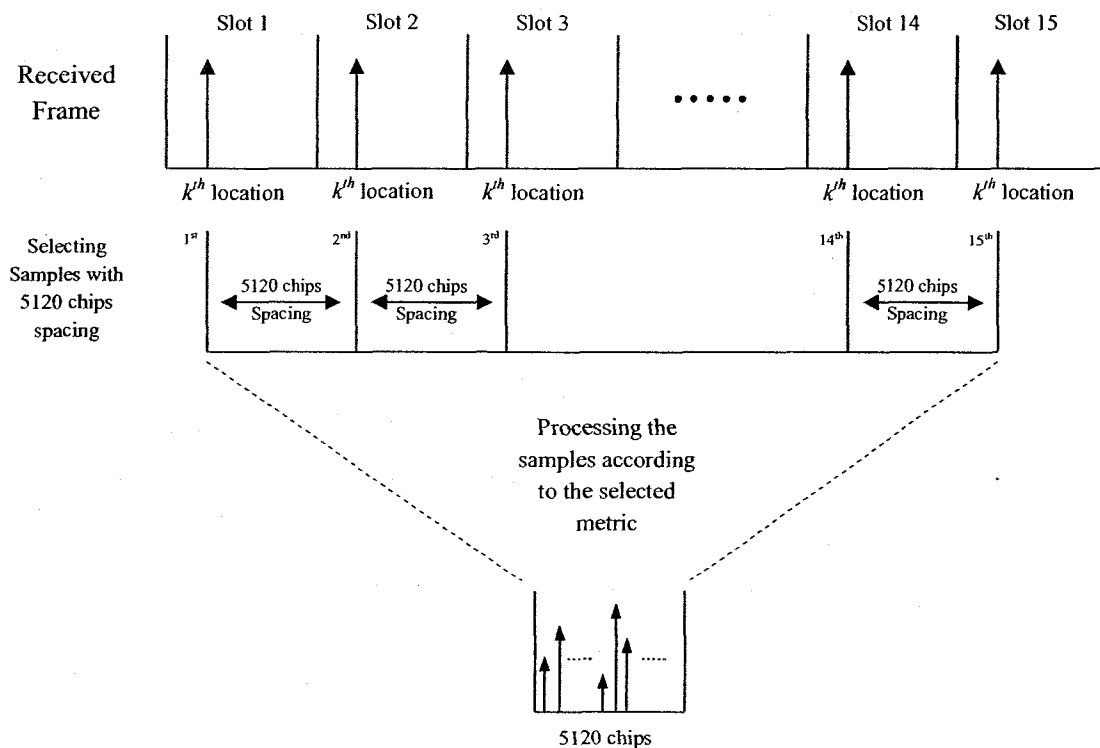 Slot 1 Slot 2 Slot 3 Slot 14 Slot 15
Received
Frame
kth location kth location kth location kth location kth location
Selecting
Samples with
5120 chips
spacing
1st 2nd 3rd 14th 15th
5120 chips 5120 chips 5120 chips
Spacing Spacing Spacing
Processing the
samples according
to the selected
metric
5120 chips